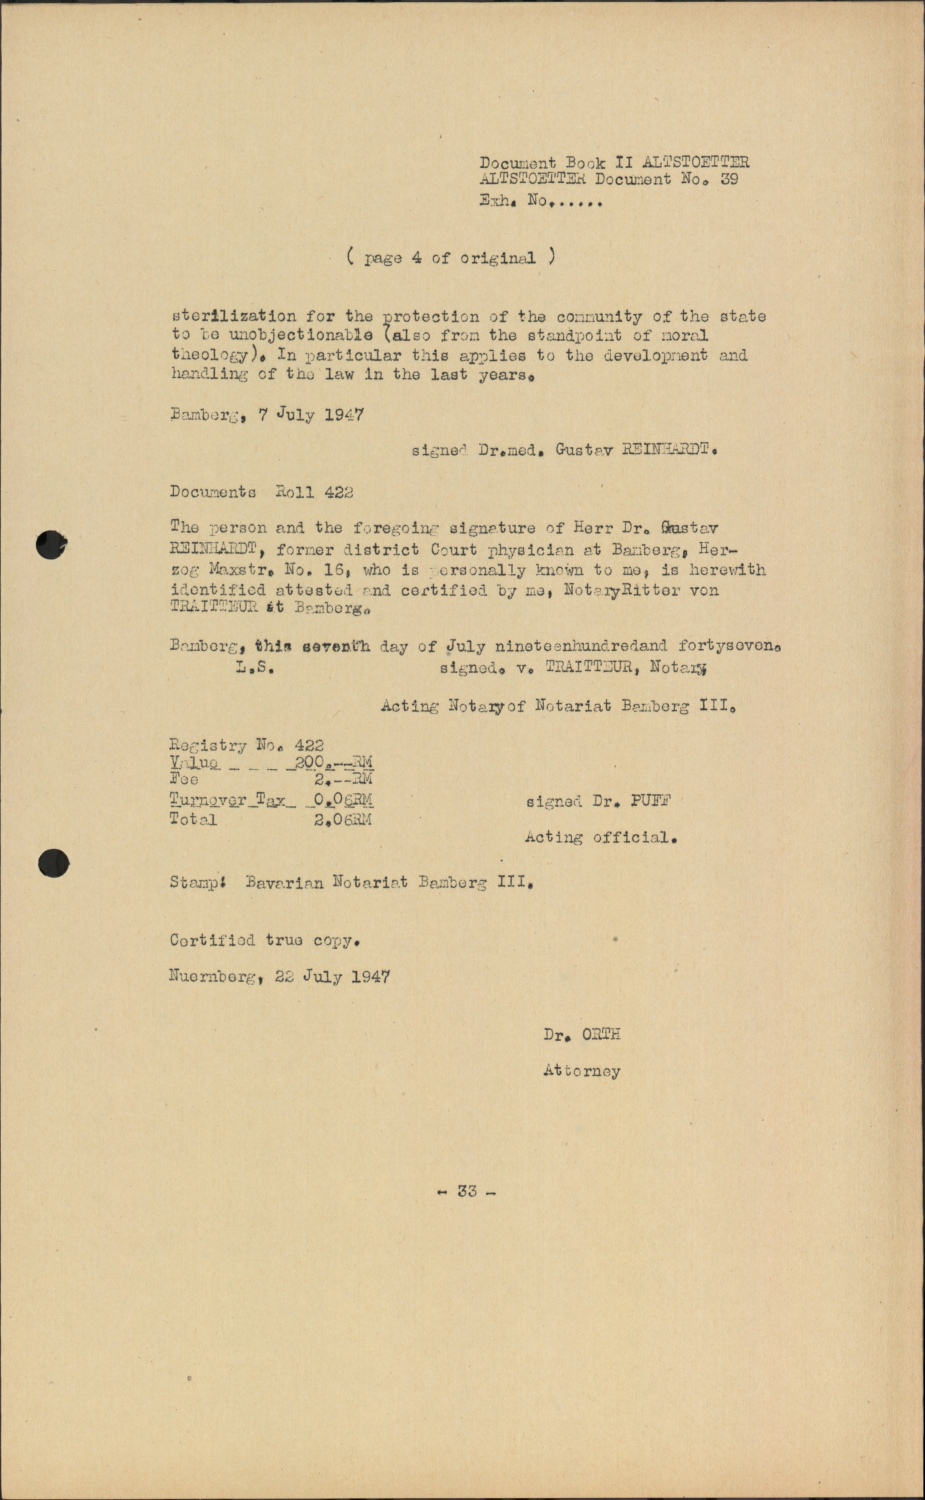 Document Book II ALTSTOETTER
ALTSTOETTER Document No. 39
Exh. No......
( page 4 of original )
sterilization for the protection of the community of the state
to be unobjectionable (also from the standpoint of moral
theology). In particular this applies to the development and
handling of the law in the last years.
Bamberg, 7 July 1947
signed Dr.med. Gustav REINHARDT.
Documents Roll 422
The person and the foregoing signature of Herr Dr. Gustav
REINHARDT, former district Court physician at Bamberg, Her-
zog Maxstr. No. 16, who is personally known to me, is herewith
identified attested and certified by me, NotaryRitter von
TRAITTEUR at Bamberg.
Bamberg, this seventh day of July nineteenhundredand fortyseven.
L.S. signed. v. TRAITTEUR, Notary,
Acting Notaryof Notariat Bamberg III.
Registry No. 422
Value _ _ _ _200.--RM
Fee 2.--RM
Turnover Tax 0.06RM signed Dr. PUFF
Total 2.06RM
Acting official.
Stamp: Bavarian Notariat Bamberg III.
Certified true copy.
Nuernberg, 22 July 1947
Dr. ORTH
Attorney
- 33 -